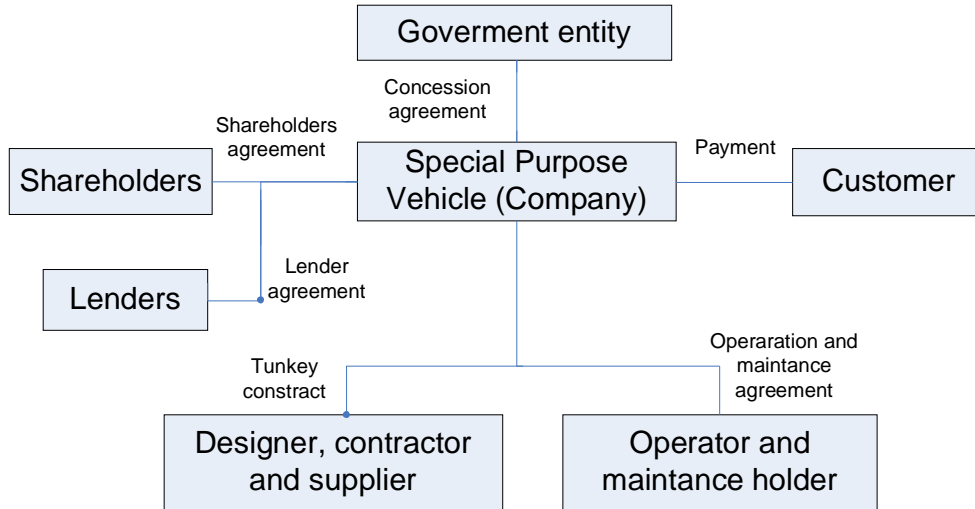 Goverment entity
Concession
agreement
Shareholders
agreement
Payment
Shareholders
Special Purpose
Vehicle (Company)
Customer
Lenders
Lender
agreement
Tunkey
constract
Operaration and
maintance
agreement
Designer, contractor
and supplier
Operator and
maintance holder